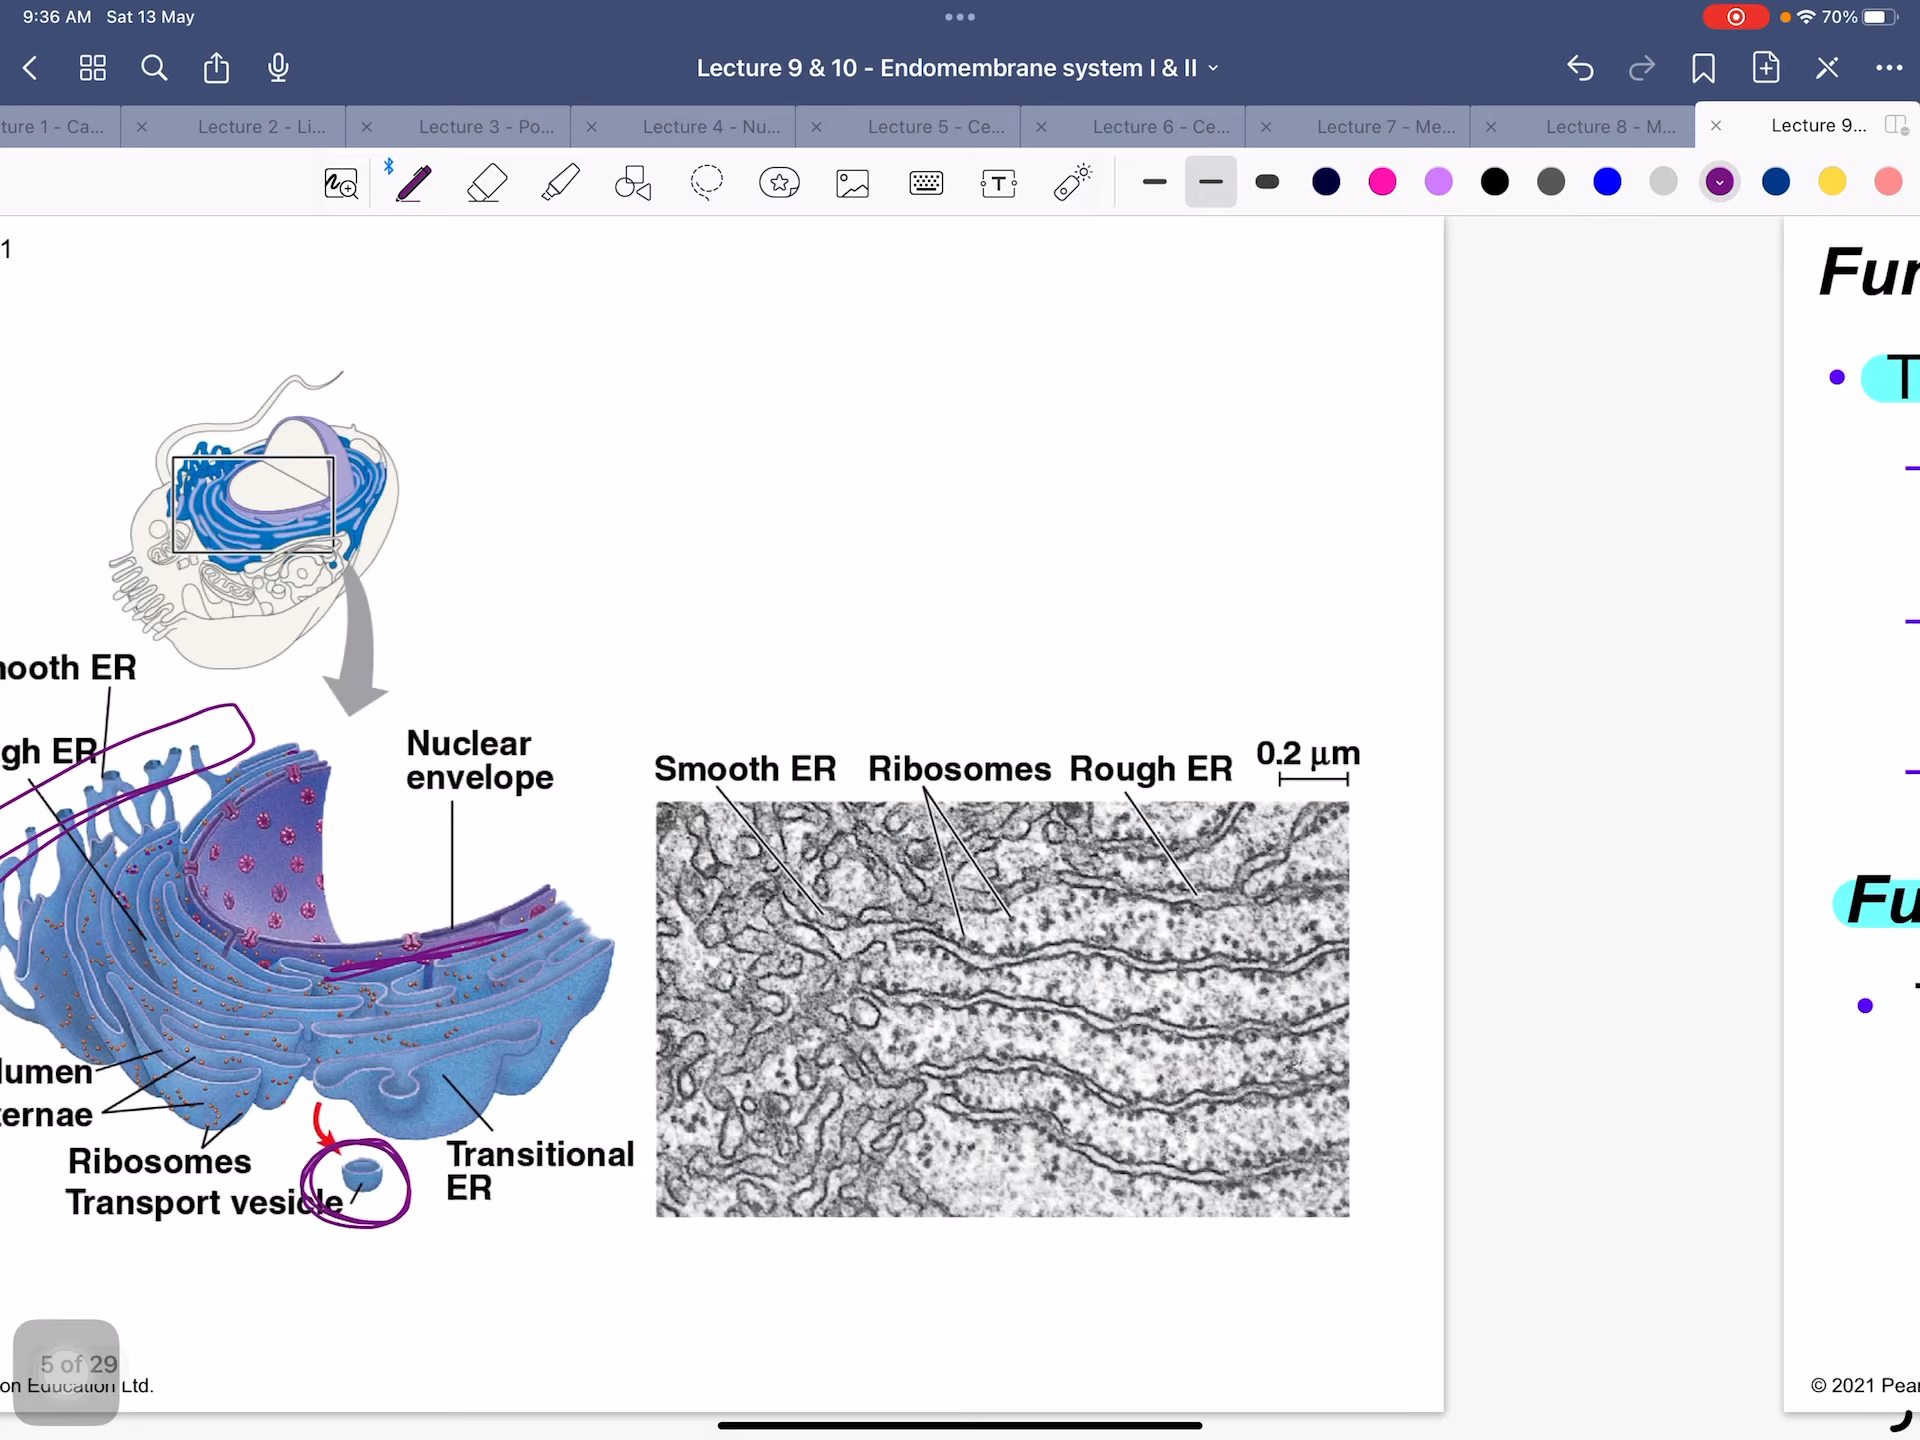 9:36 AM Sat 13 May
70%
Lecture 9 & 10 - Endomembrane system I & II
ture 1 - Ca...
Lecture 2 - Li...
Lecture 3 - Po...
Lecture 4 - Nu...
Lecture 5 - Ce...
Lecture 6 - Ce...
Lecture 7 - Me...
Lecture 8 - M...
Lecture 9...
T
1
Fur
T
mooth ER
gh ER
Nuclear
envelope
Smooth ER
Ribosomes
Rough ER
0.2 μm
Fu
lumen
ternae
Ribosomes
Transport vesicle
Transitional
ER
5 of 29
on Education Ltd.
© 2021 Pear